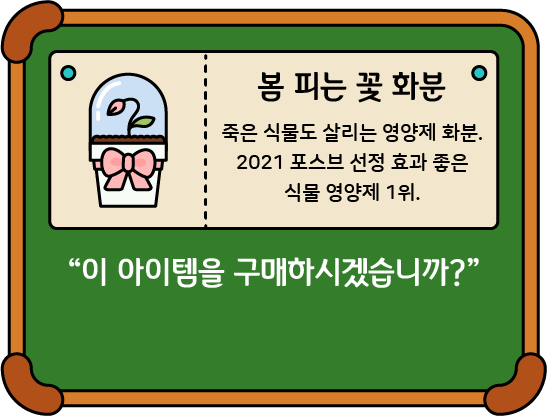 봄 피는 꽃 화분
죽은 식물도 살리는 영양제 화분.
2021 포스브 선정 효과 좋은
식물 영양제 1위.
“이 아이템을 구매하시겠습니까?”